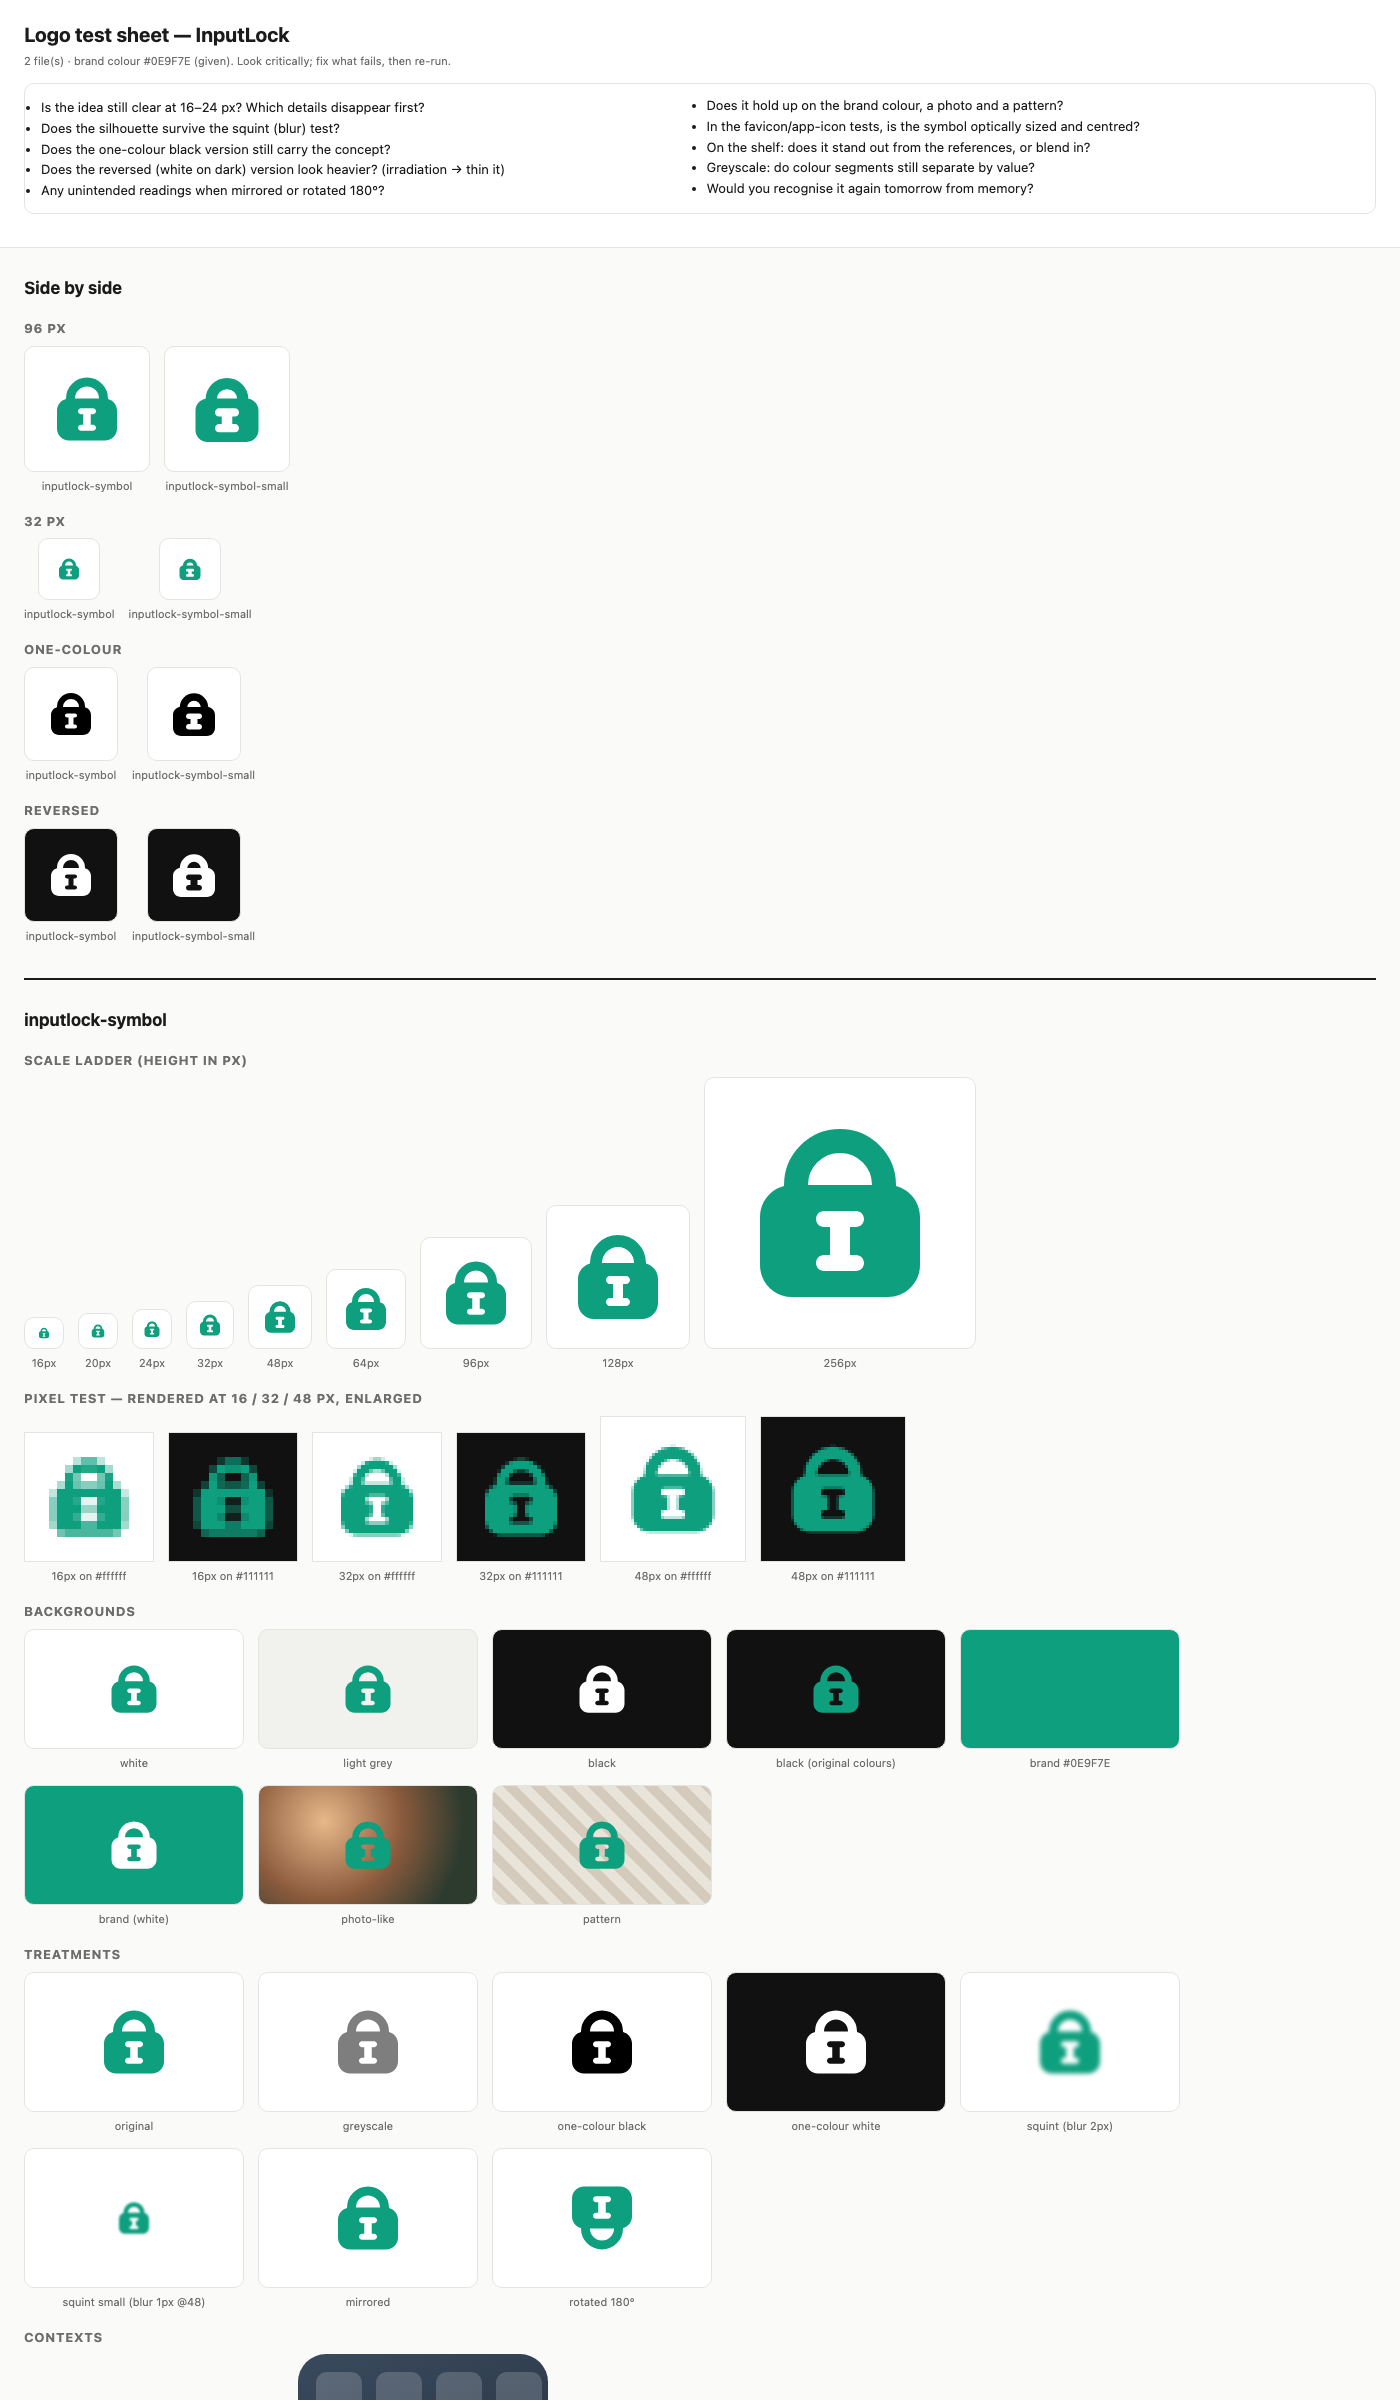 Logo test sheet — InputLock
2 file(s) · brand colour #0E9F7E (given). Look critically; fix what fails, then re-run.
• Is the idea still clear at 16–24 px? Which details disappear first?
• Does the silhouette survive the squint (blur) test?
• Does the one-colour black version still carry the concept?
• Does the reversed (white on dark) version look heavier? (irradiation → thin it)
• Any unintended readings when mirrored or rotated 180°?
• Does it hold up on the brand colour, a photo and a pattern?
• In the favicon/app-icon tests, is the symbol optically sized and centred?
• On the shelf: does it stand out from the references, or blend in?
• Greyscale: do colour segments still separate by value?
• Would you recognise it again tomorrow from memory?
Side by side
96 PX
inputlock-symbol inputlock-symbol-small
32 PX
inputlock-symbol inputlock-symbol-small
ONE-COLOUR
inputlock-symbol inputlock-symbol-small
REVERSED
inputlock-symbol inputlock-symbol-small
inputlock-symbol
SCALE LADDER (HEIGHT IN PX)
16px 20px 24px 32px 48px 64px 96px 128px 256px
PIXEL TEST — RENDERED AT 16 / 32 / 48 PX, ENLARGED
16px on #ffffff 16px on #111111 32px on #ffffff 32px on #111111 48px on #ffffff 48px on #111111
BACKGROUNDS
white light grey black black (original colours) brand #0E9F7E
brand (white) photo-like pattern
TREATMENTS
original greyscale one-colour black one-colour white squint (blur 2px)
squint small (blur 1px @48) mirrored rotated 180°
CONTEXTS